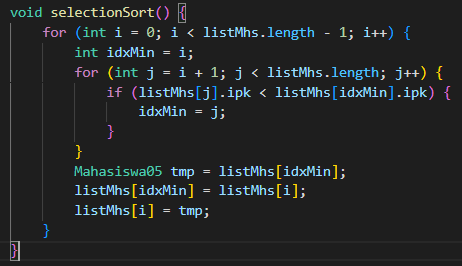 void selectionSort() {
    for (int i = 0; i < listMhs.length - 1; i++) {
        int idxMin = i;
        for (int j = i + 1; j < listMhs.length; j++) {
            if (listMhs[j].ipk < listMhs[idxMin].ipk) {
                idxMin = j;
            }
        }
        Mahasiswa05 tmp = listMhs[idxMin];
        listMhs[idxMin] = listMhs[i];
        listMhs[i] = tmp;
    }
}